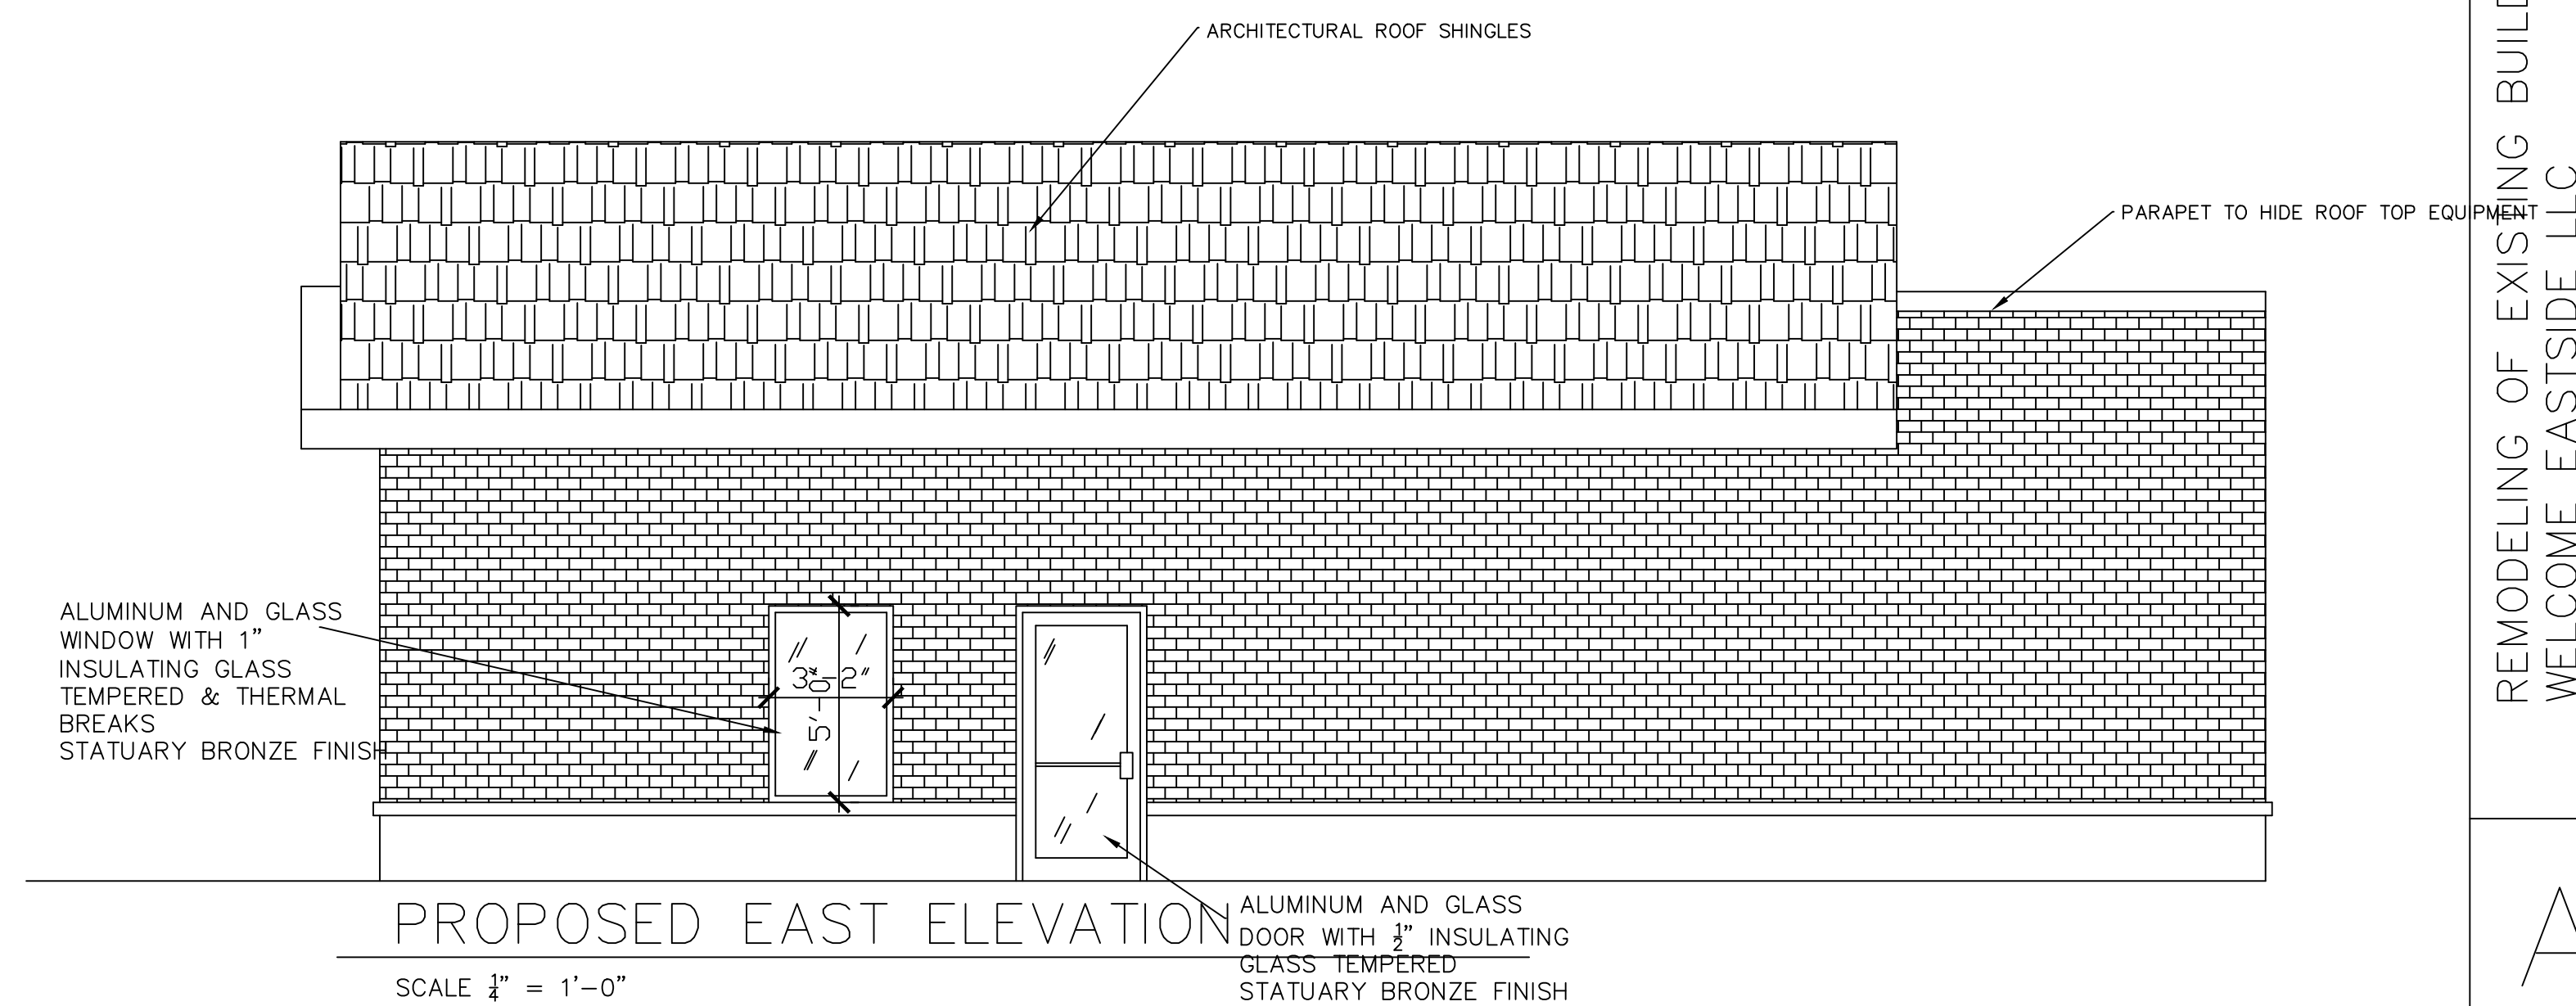 ARCHITECTURAL ROOF SHINGLES
PARAPET TO HIDE ROOF TOP EQUIPMENT
ALUMINUM AND GLASS
WINDOW WITH 1”
INSULATING GLASS
TEMPERED & THERMAL
BREAKS
STATUARY BRONZE FINISH
3'-2"
5'-0"
PROPOSED EAST ELEVATION
SCALE ¼” = 1’-0”
ALUMINUM AND GLASS
DOOR WITH ½” INSULATING
GLASS TEMPERED
STATUARY BRONZE FINISH
REMODELING OF EXISTING BUILD
WELCOME EASTSIDE LLC
A